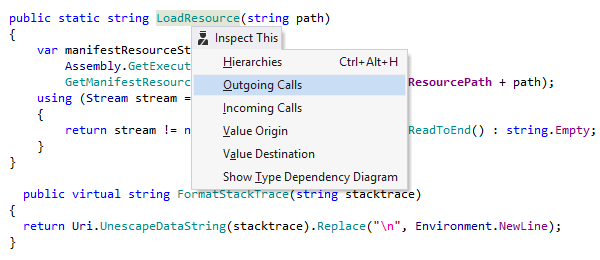 public static string LoadResource(string path)
{
Inspect This
var manifestResourceSt
Hierarchies Ctrl+Alt+H
Assembly.GetExecut
Outgoing Calls
GetManifestResourc ResourcePath + path);
using (Stream stream =
Incoming Calls
{
Value Origin
return stream != n ReadToEnd() : string.Empty;
}
Value Destination
}
Show Type Dependency Diagram
public virtual string FormatStackTrace(string stacktrace)
{
return Uri.UnescapeDataString(stacktrace).Replace("\n", Environment.NewLine);
}